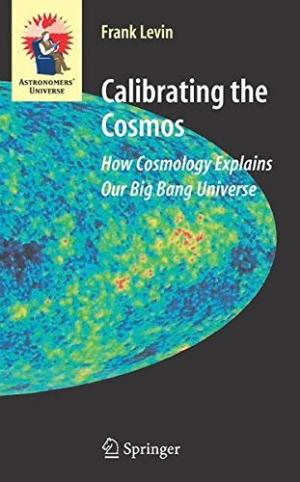 Frank Levin
ASTRONOMERS'
UNIVERSE
Calibrating the
Cosmos
How Cosmology Explains
Our Big Bang Universe
Springer